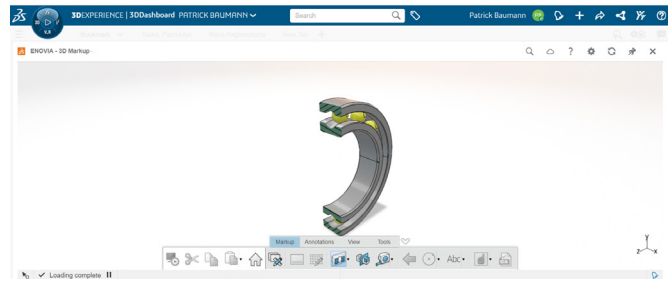 3DEXPERIENCE | 3DDashboard PATRICK BAUMANN
Search
Patrick Baumann
V.R
ENOVIA - 3D Markup
Markup Annotations View Tools
Abc
y
z x
Loading complete